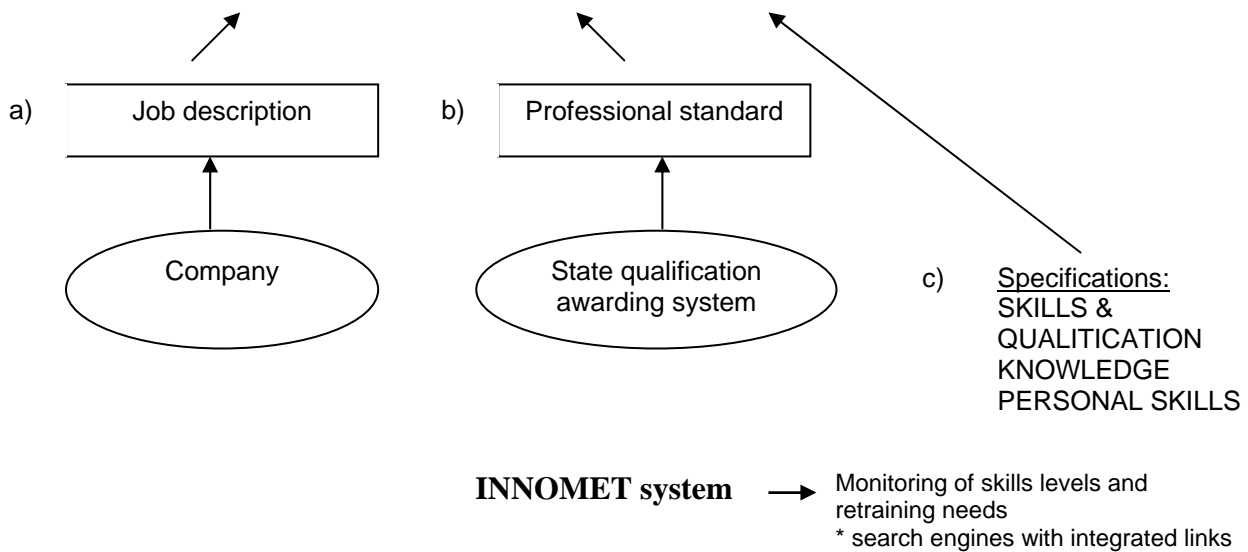 a)
Job description
b)
Professional standard
Company
State qualification
awarding system
c)
Specifications:
SKILLS &
QUALITICATION
KNOWLEDGE
PERSONAL SKILLS
INNOMET system
Monitoring of skills levels and
retraining needs
* search engines with integrated links